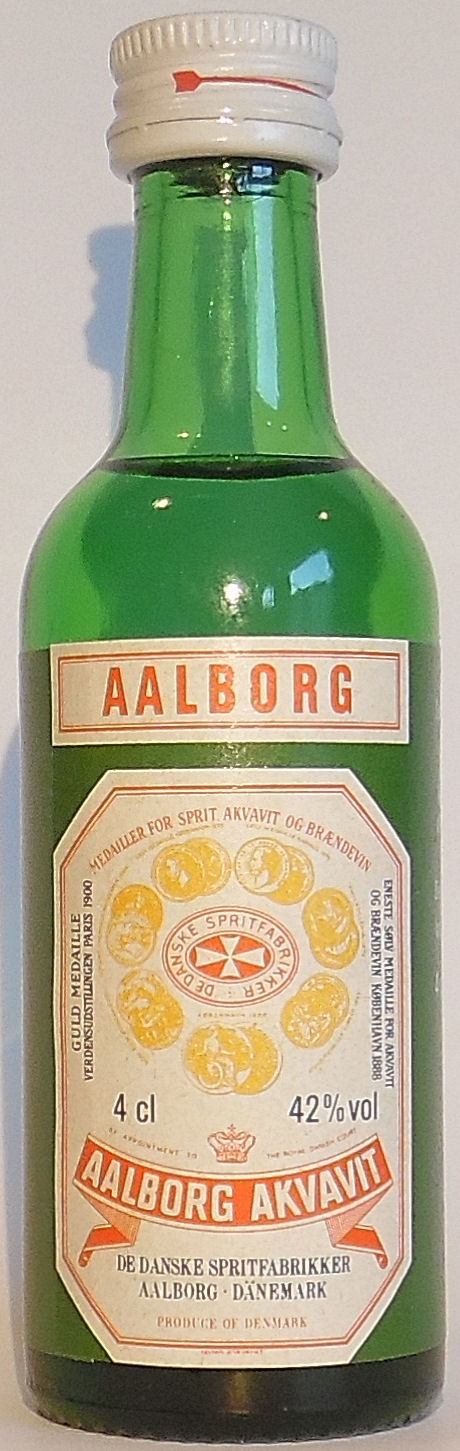 AALBORG
MEDAILLER FOR SPRIT, AKVAVIT OG BRÆNDEVIN
GULD MEDAILLE
VERDENSUDSTILLINGEN PARIS 1900
ENESTE SØLV MEDAILLE FOR AKVAVIT
OG BRÆNDEVIN KØBENHAVN 1888
DE DANSKE SPRITFABRIKKER
4 cl
42% vol
BY APPOINTMENT TO
THE ROYAL DANISH COURT
AALBORG AKVAVIT
DE DANSKE SPRITFABRIKKER
AALBORG · DÄNEMARK
PRODUCE OF DENMARK